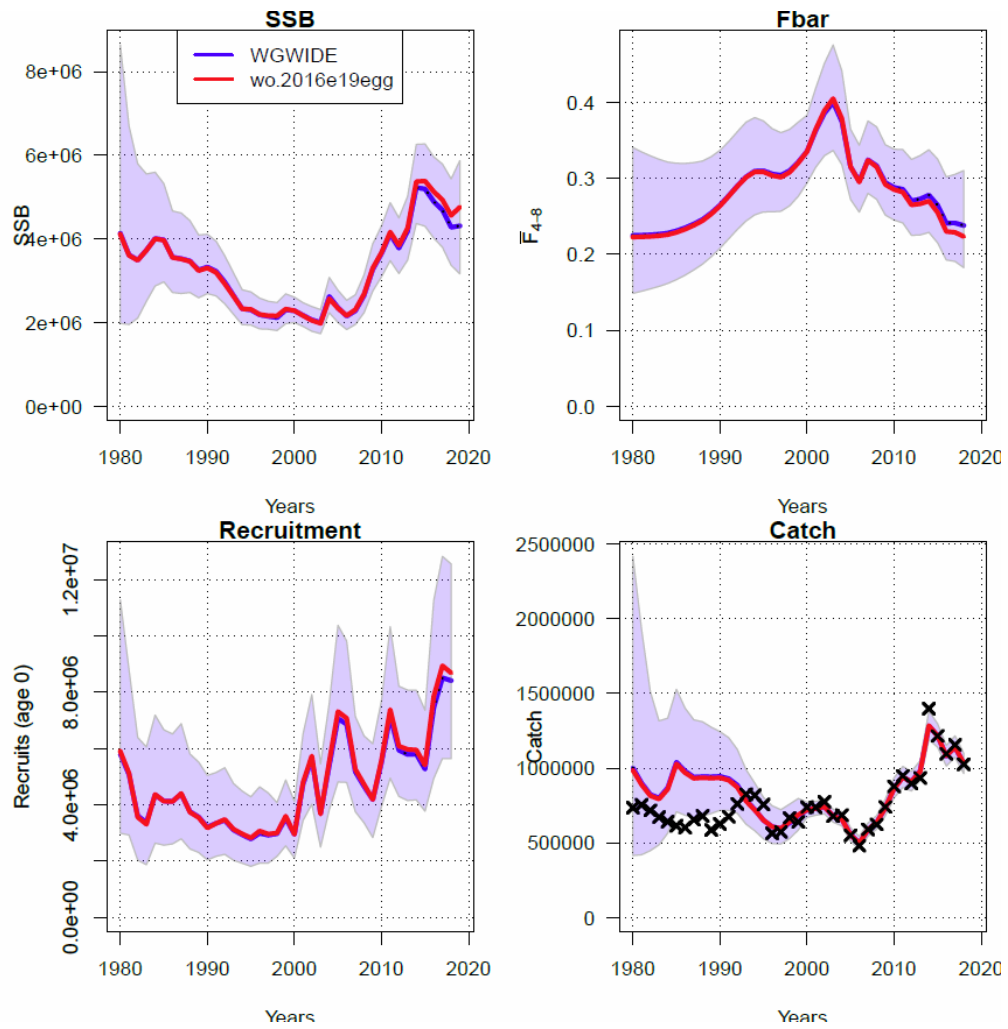 SSB
WGWIDE
wo.2016e19egg
SSB
8e+06
6e+06
4e+06
2e+06
0e+00
1980 1990 2000 2010 2020
Years
Fbar
F̅4−8
0.4
0.3
0.2
0.1
0.0
1980 1990 2000 2010 2020
Years
Recruitment
Recruits (age 0)
1.2e+07
8.0e+06
4.0e+06
0.0e+00
1980 1990 2000 2010 2020
Years
Catch
Catch
2500000
2000000
1500000
1000000
500000
0
1980 1990 2000 2010 2020
Years